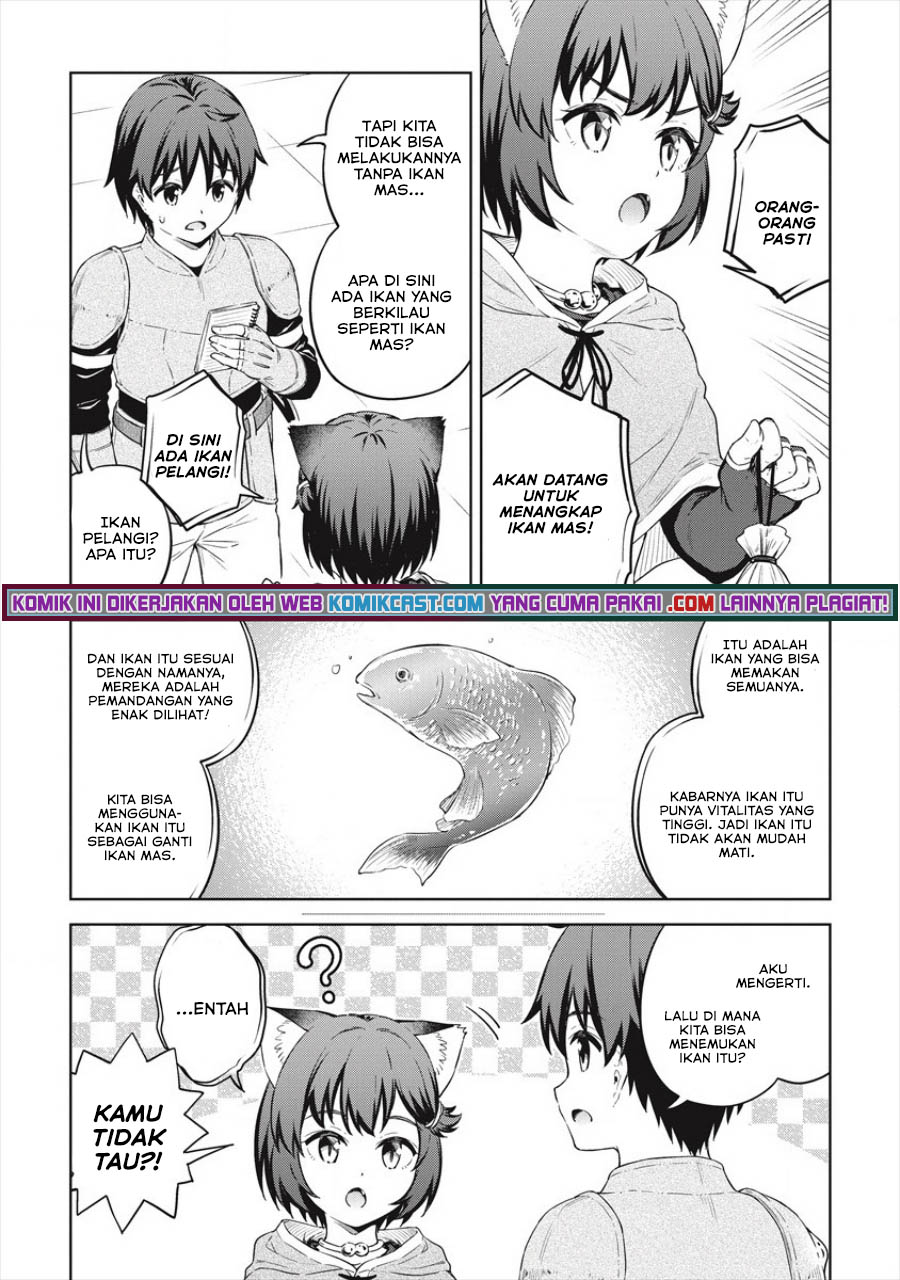 ORANG-
ORANG
PASTI
AKAN DATANG
UNTUK
MENANGKAP
IKAN MAS!
TAPI KITA
TIDAK BISA
MELAKUKANNYA
TANPA IKAN
MAS...
APA DI SINI
ADA IKAN YANG
BERKILAU
SEPERTI IKAN
MAS?
DI SINI
ADA IKAN
PELANGI!
IKAN
PELANGI?
APA ITU?
KOMIK INI DIKERJAKAN OLEH WEB KOMIKCAST.COM YANG CUMA PAKAI .COM LAINNYA PLAGIAT!
ITU ADALAH
IKAN YANG BISA
MEMAKAN
SEMUANYA.
KABARNYA IKAN ITU
PUNYA VITALITAS YANG
TINGGI. JADI IKAN ITU
TIDAK AKAN MUDAH
MATI.
DAN IKAN ITU SESUAI
DENGAN NAMANYA,
MEREKA ADALAH
PEMANDANGAN YANG
ENAK DILIHAT!
KITA BISA
MENGGUNA-
KAN IKAN ITU
SEBAGAI GANTI
IKAN MAS.
AKU
MENGERTI.
LALU DI MANA
KITA BISA
MENEMUKAN
IKAN ITU?
?
...ENTAH
KAMU
TIDAK
TAU?!